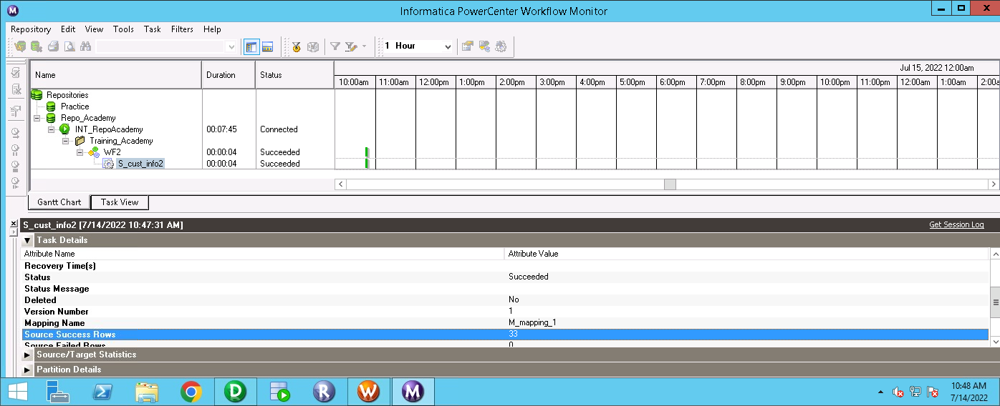 Informatica PowerCenter Workflow Monitor
Repository Edit View Tools Task Filters Help
1 Hour
Name Duration Status
Jul 15, 2022 12:00am
10:00am 11:00am 12:00pm 1:00pm 2:00pm 3:00pm 4:00pm 5:00pm 6:00pm 7:00pm 8:00pm 9:00pm 10:00pm 11:00pm 12:00am 1:00am 2:00a
Repositories
Practice
Repo_Academy
INT_RepoAcademy 00:07:45 Connected
Training_Academy
WF2 00:00:04 Succeeded
S_cust_info2 00:00:04 Succeeded
Gantt Chart Task View
S_cust_info2 [7/14/2022 10:47:31 AM] Get Session Log
Task Details
Attribute Name Attribute Value
Recovery Time(s)
Status Succeeded
Status Message
Deleted No
Version Number 1
Mapping Name M_mapping_1
Source Success Rows 33
Source Failed Rows 0
Source/Target Statistics
Partition Details
D R W M
10:48 AM
7/14/2022